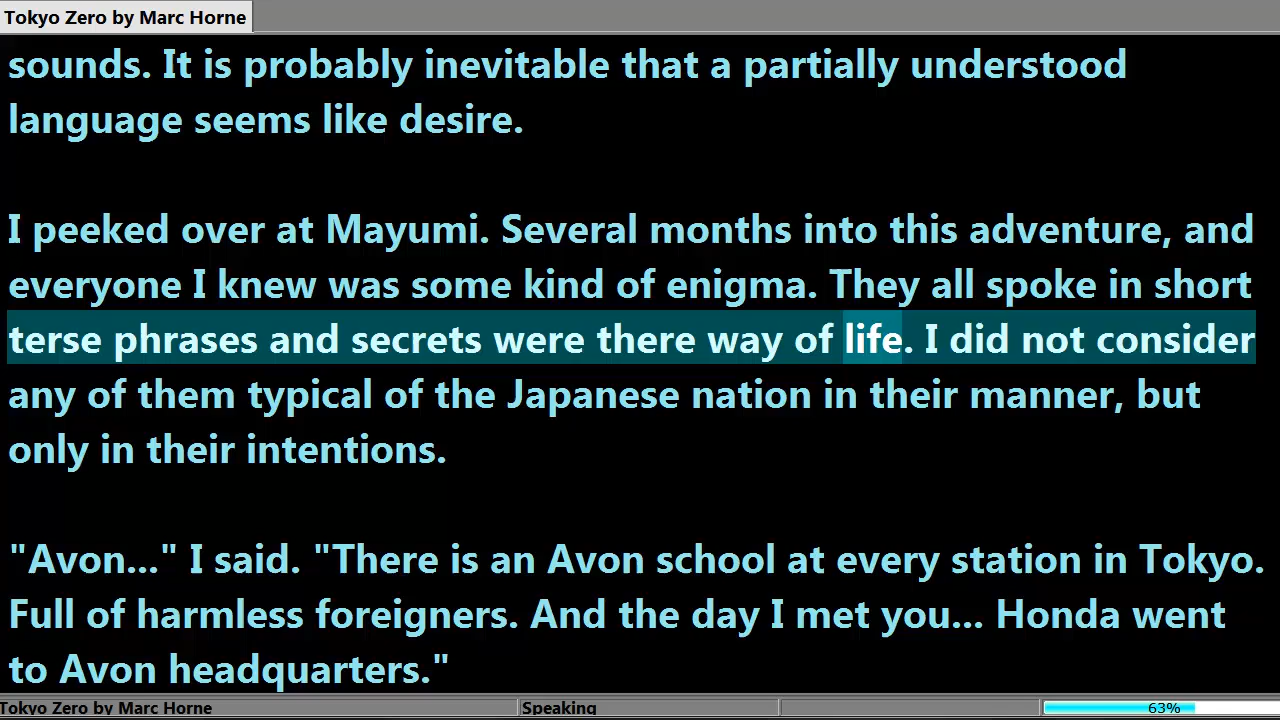 Tokyo Zero by Marc Horne
sounds. It is probably inevitable that a partially understood
language seems like desire.
I peeked over at Mayumi. Several months into this adventure, and
everyone I knew was some kind of enigma. They all spoke in short
terse phrases and secrets were there way of life. I did not consider
any of them typical of the Japanese nation in their manner, but
only in their intentions.
"Avon..." I said. "There is an Avon school at every station in Tokyo.
Full of harmless foreigners. And the day I met you... Honda went
to Avon headquarters."
Tokyo Zero by Marc Horne
Speaking
63%